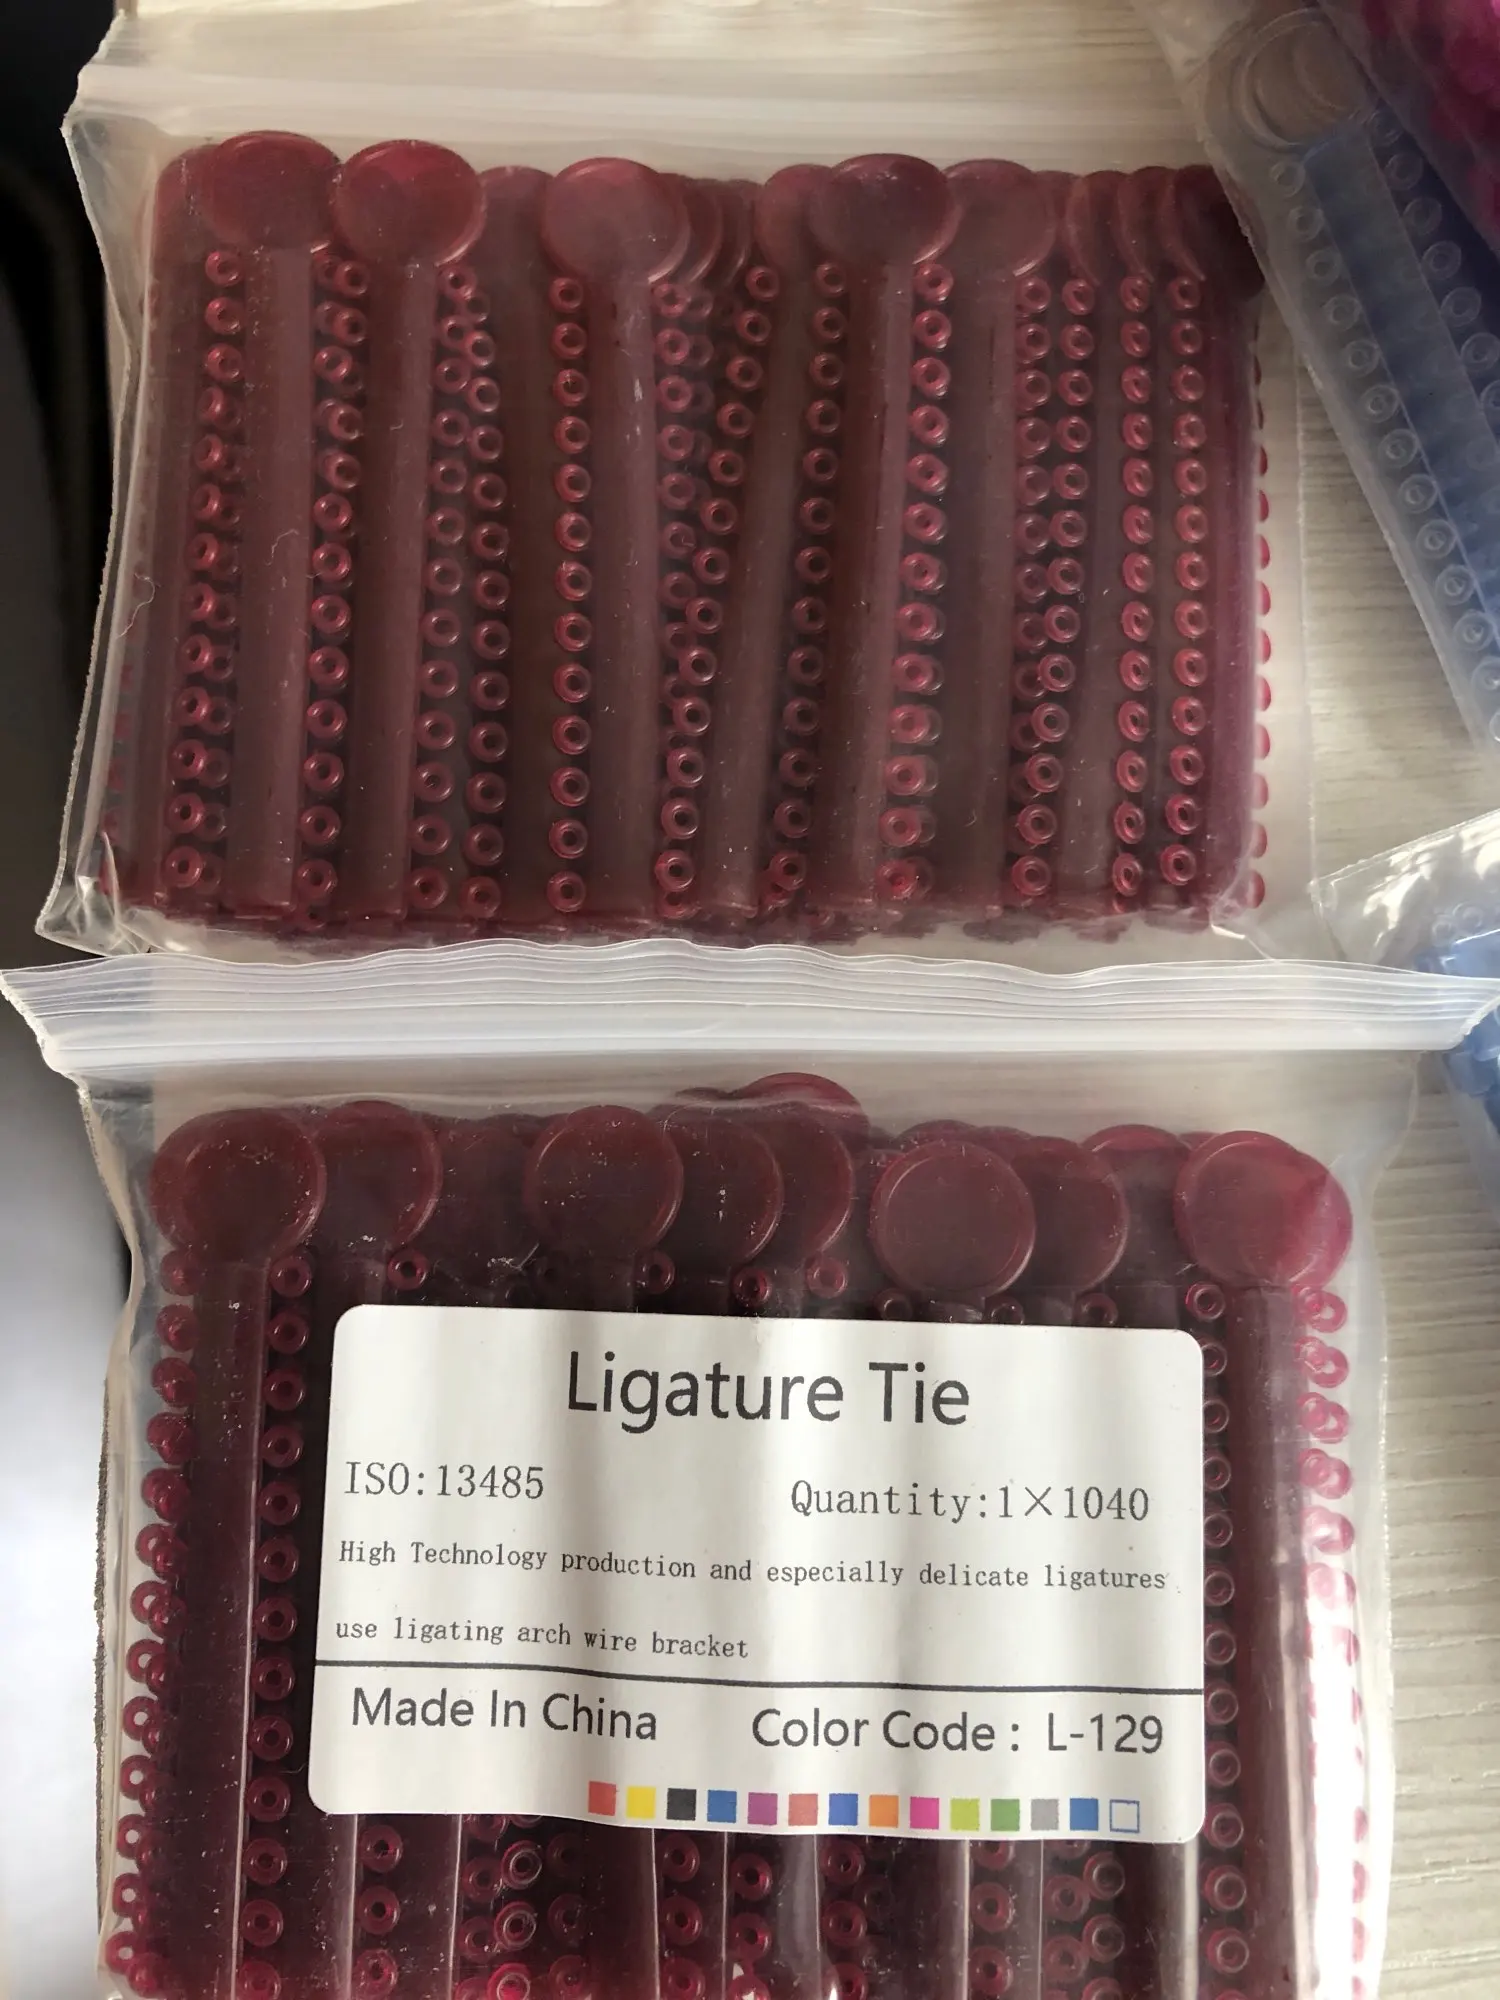 Ligature Tie
ISO:13485 Quantity:1×1040
High Technology production and especially delicate ligatures
use ligating arch wire bracket
Made In China Color Code : L-129